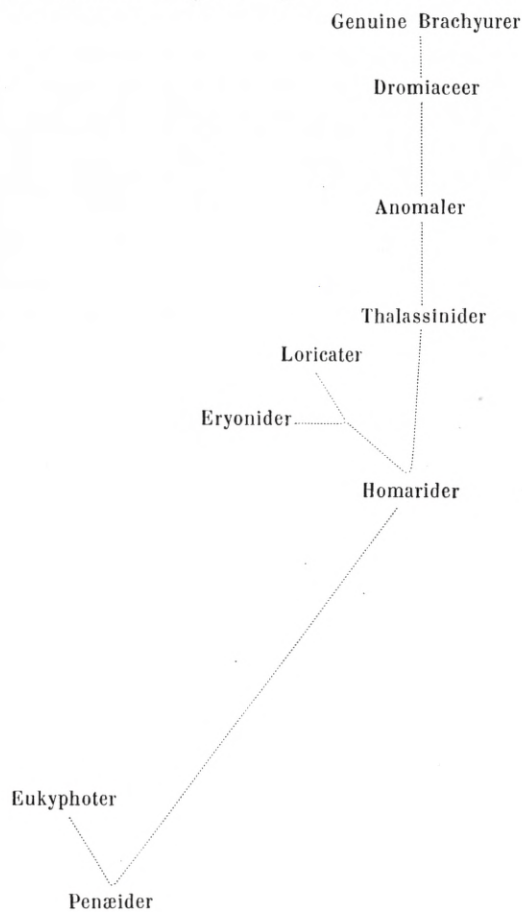 Genuine Brachyurer
Dromiaceer
Anomaler
Thalassinider
Loricater
Eryonider
Homarider
Eukyphoter
Penæider